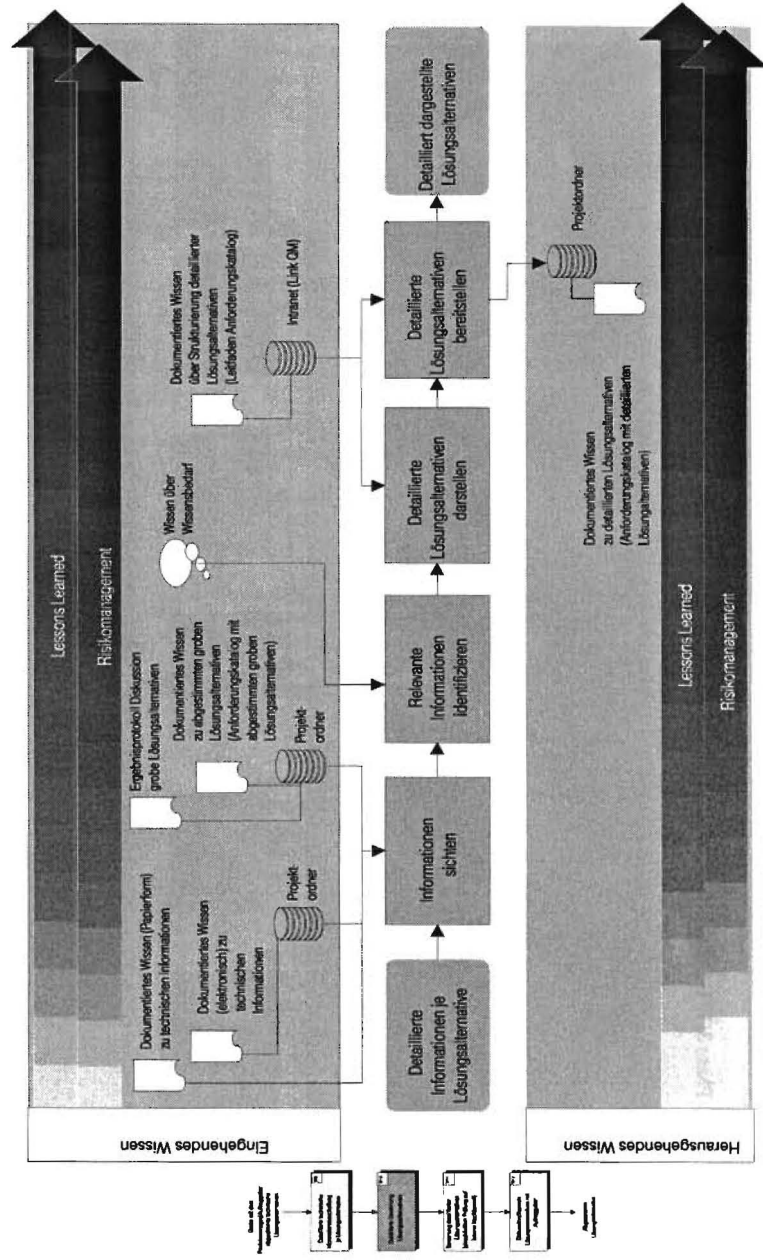 Eingehendes Wissen
Lessons Learned
Risikomanagement
Dokumentiertes Wissen (Papierform)
zu technischen Informationen
Dokumentiertes Wissen
(elektronisch) zu
technischen
Informationen
Projekt-
ordner
Ergebnisprotokoll Diskussion
grobe Lösungsalternativen
Dokumentiertes Wissen
zu abgestimmten groben
Lösungsalternativen
(Anforderungskatalog mit
abgestimmten groben
Lösungsalternativen)
Projekt-
ordner
Wissen über
Wissensbedarf
Dokumentiertes Wissen
über Strukturierung detaillierter
Lösungsalternativen
(Leitfaden Anforderungskatalog)
Intranet (Link QM)
Detaillierte
Informationen je
Lösungsalternative
Informationen
sichten
Relevante
Informationen
identifizieren
Detaillierte
Lösungsalternativen
darstellen
Detaillierte
Lösungsalternativen
bereitstellen
Detailliert dargestellte
Lösungsalternativen
Herausgehendes Wissen
Dokumentiertes Wissen
zu detaillierten Lösungsalternativen
(Anforderungskatalog mit detaillierten
Lösungalternativen)
Projektordner
Lessons Learned
Risikomanagement